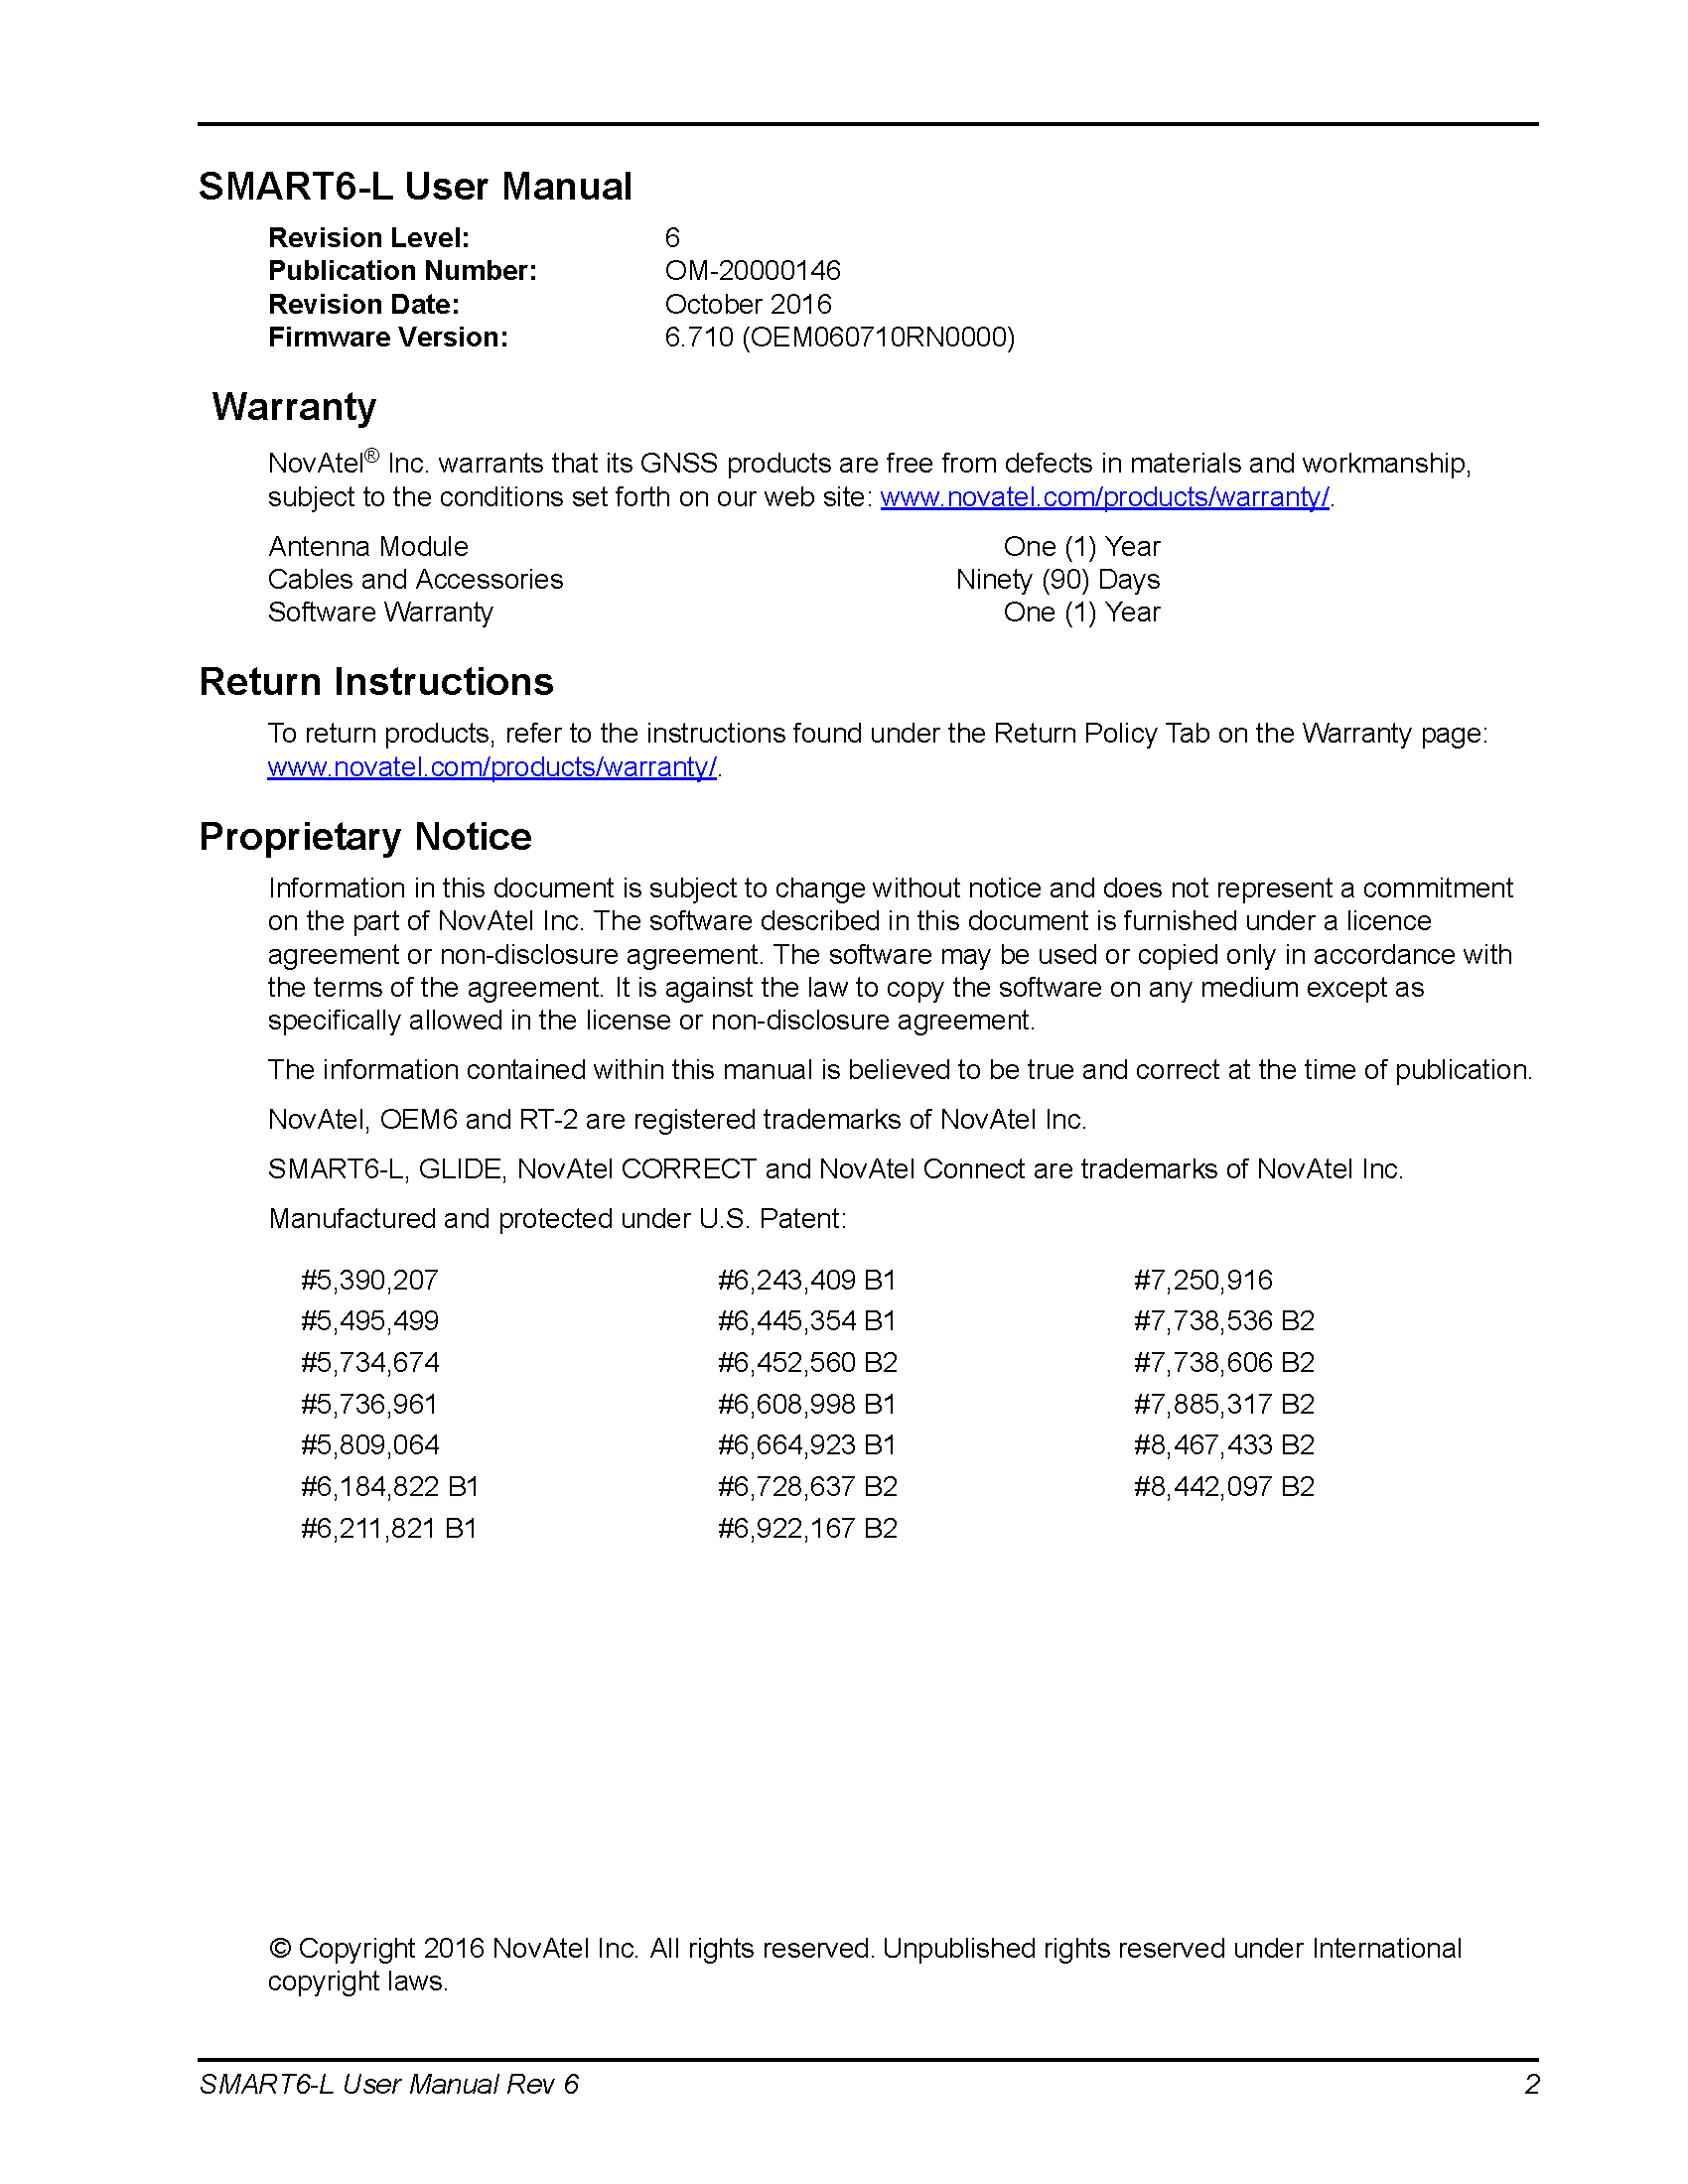 SMART6-L User Manual
Revision Level: 6
Publication Number: OM-20000146
Revision Date: October 2016
Firmware Version: 6.710 (OEM060710RN0000)
Warranty
NovAtel® Inc. warrants that its GNSS products are free from defects in materials and workmanship,
subject to the conditions set forth on our web site: www.novatel.com/products/warranty/.
Antenna Module One (1) Year
Cables and Accessories Ninety (90) Days
Software Warranty One (1) Year
Return Instructions
To return products, refer to the instructions found under the Return Policy Tab on the Warranty page:
www.novatel.com/products/warranty/.
Proprietary Notice
Information in this document is subject to change without notice and does not represent a commitment
on the part of NovAtel Inc. The software described in this document is furnished under a licence
agreement or non-disclosure agreement. The software may be used or copied only in accordance with
the terms of the agreement. It is against the law to copy the software on any medium except as
specifically allowed in the license or non-disclosure agreement.
The information contained within this manual is believed to be true and correct at the time of publication.
NovAtel, OEM6 and RT-2 are registered trademarks of NovAtel Inc.
SMART6-L, GLIDE, NovAtel CORRECT and NovAtel Connect are trademarks of NovAtel Inc.
Manufactured and protected under U.S. Patent:
#5,390,207 #6,243,409 B1 #7,250,916
#5,495,499 #6,445,354 B1 #7,738,536 B2
#5,734,674 #6,452,560 B2 #7,738,606 B2
#5,736,961 #6,608,998 B1 #7,885,317 B2
#5,809,064 #6,664,923 B1 #8,467,433 B2
#6,184,822 B1 #6,728,637 B2 #8,442,097 B2
#6,211,821 B1 #6,922,167 B2
© Copyright 2016 NovAtel Inc. All rights reserved. Unpublished rights reserved under International
copyright laws.
SMART6-L User Manual Rev 6 2